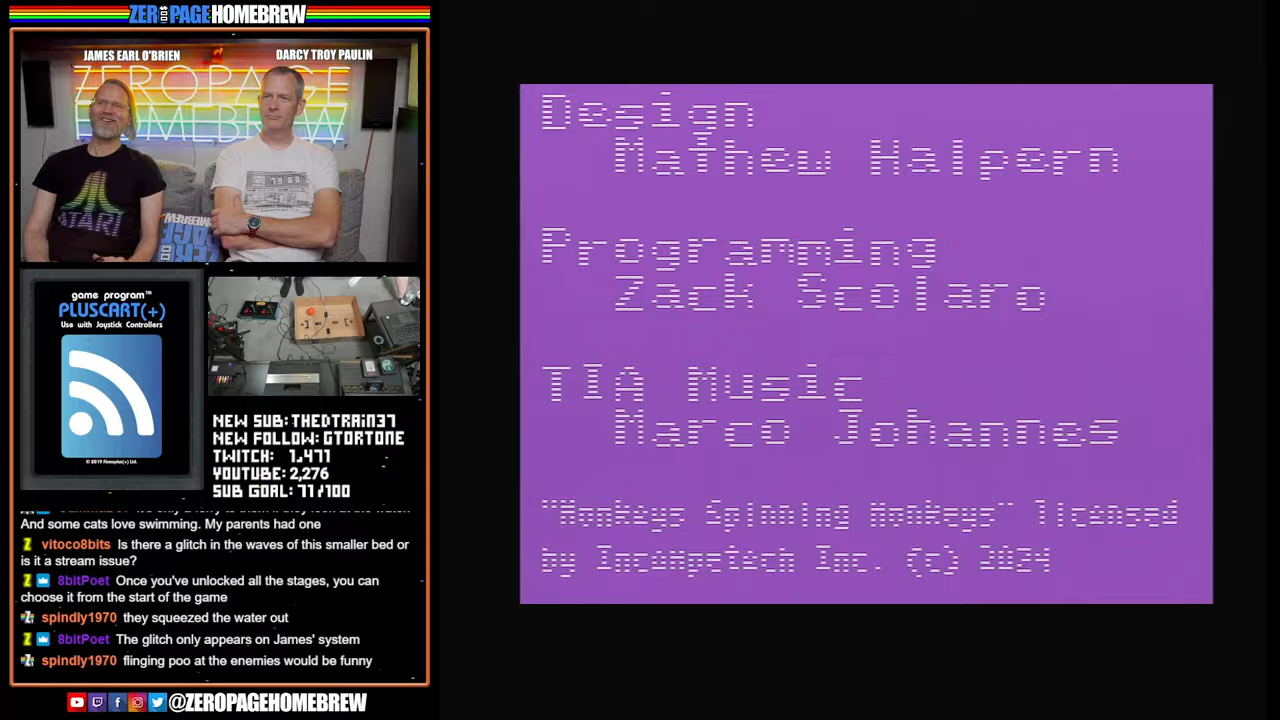 ZEROPAGE HOMEBREW
JAMES EARL O'BRIEN
DARCY TROY PAULIN
ZEROPAGE
HOMEBREW
ATARI
game program™
PLUSCART(+)
Use with Joystick Controllers
NEW SUB: THEDTRAIN37
NEW FOLLOW: GTORTONE
TWITCH: 1,471
YOUTUBE: 2,276
SUB GOAL: 71/100
And some cats love swimming. My parents had one
vitoco8bits Is there a glitch in the waves of this smaller bed or
is it a stream issue?
8bitPoet Once you've unlocked all the stages, you can
choose it from the start of the game
spindly1970 they squeezed the water out
8bitPoet The glitch only appears on James' system
spindly1970 flinging poo at the enemies would be funny
@ZEROPAGEHOMEBREW
Design
Mathew Halpern
Programming
Zack Scolaro
TIA Music
Marco Johannes
"Monkeys Spinning Monkeys" licensed
by Incompetech Inc. (c) 2024